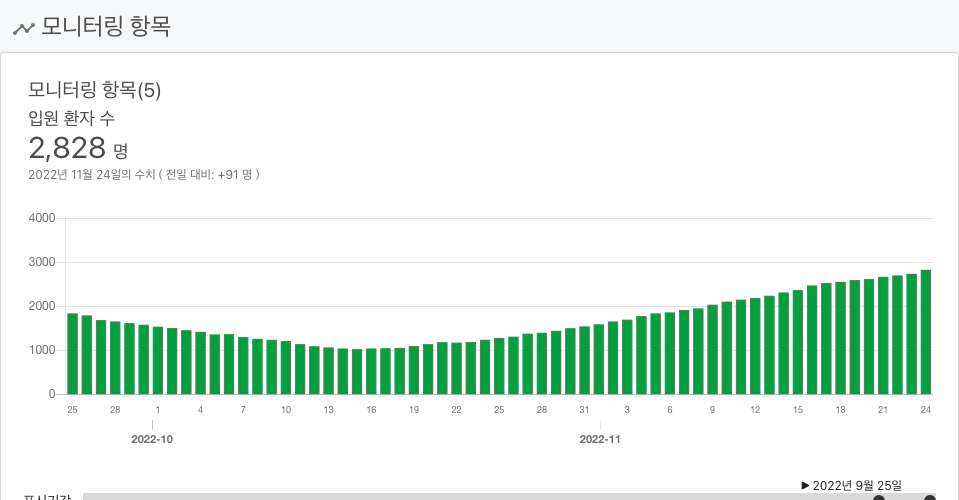 모니터링 항목
모니터링 항목(5)
입원 환자 수
2,828 명
2022년 11월 24일의 수치 ( 전일 대비: +91 명 )
4000
3000
2000
1000
0
25 28 1 4 7 10 13 16 19 22 25 28 31 3 6 9 12 15 18 21 24
2022-10 2022-11
▶ 2022년 9월 25일
표시기간